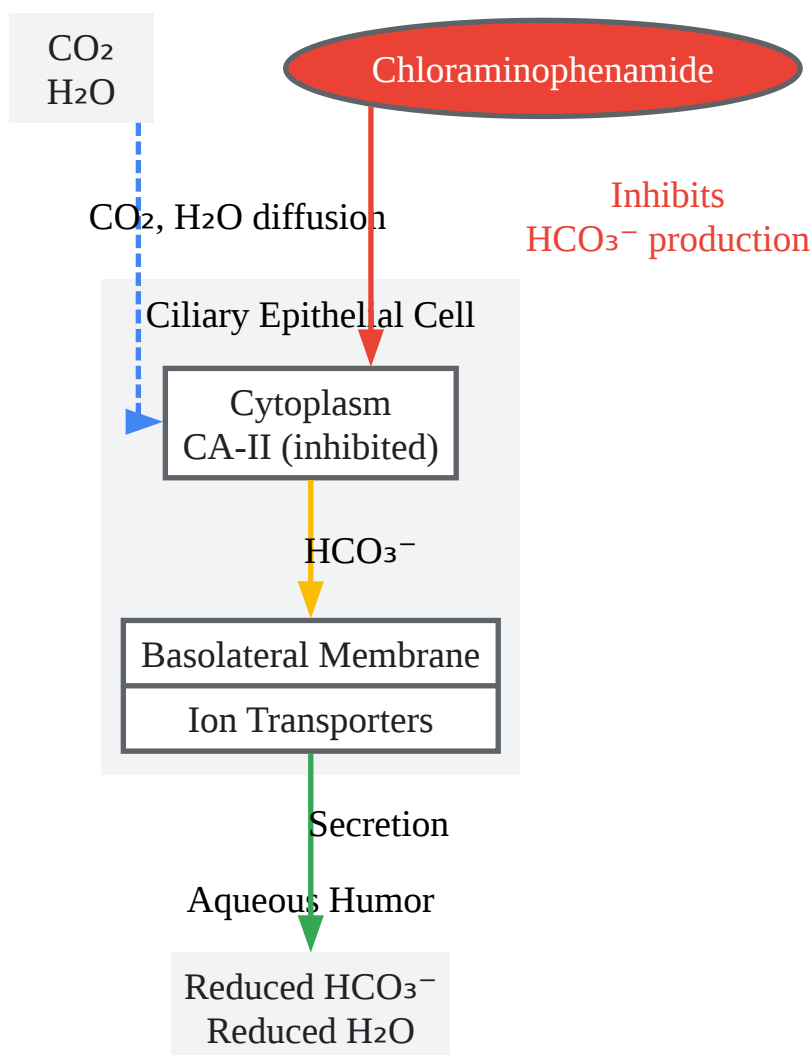 CO₂
H₂O
Chloraminophenamide
CO₂, H₂O diffusion
Inhibits
HCO₃⁻ production
Ciliary Epithelial Cell
Cytoplasm
CA-II (inhibited)
HCO₃⁻
Basolateral Membrane
Ion Transporters
Secretion
Aqueous Humor
Reduced HCO₃⁻
Reduced H₂O